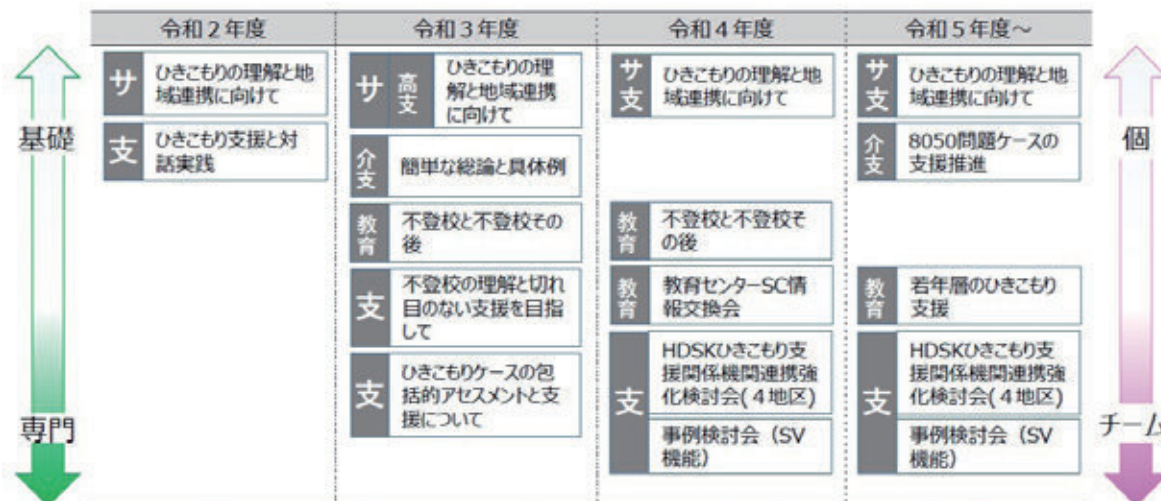 令和２年度
令和３年度
令和４年度
令和５年度～
基礎
専門
サ
ひきこもりの理解と地
域連携に向けて
支
ひきこもり支援と対
話実践
サ
高支
ひきこもりの理
解と地域連携
に向けて
介支
簡単な総論と具体例
教育
不登校と不登校その
後
支
不登校の理解と切れ
目のない支援を目指
して
支
ひきこもりケースの包
括的アセスメントと支
援について
サ支
ひきこもりの理解と地
域連携に向けて
教育
不登校と不登校そ
の後
教育
教育センターSC情
報交換会
支
HDSKひきこもり支
援関係機関連携強
化検討会(４地区)
事例検討会（SV
機能）
サ支
ひきこもりの理解と地
域連携に向けて
介支
8050問題ケースの
支援推進
教育
若年層のひきこもり
支援
支
HDSKひきこもり支
援関係機関連携強
化検討会(４地区)
事例検討会（SV
機能）
個
チーム